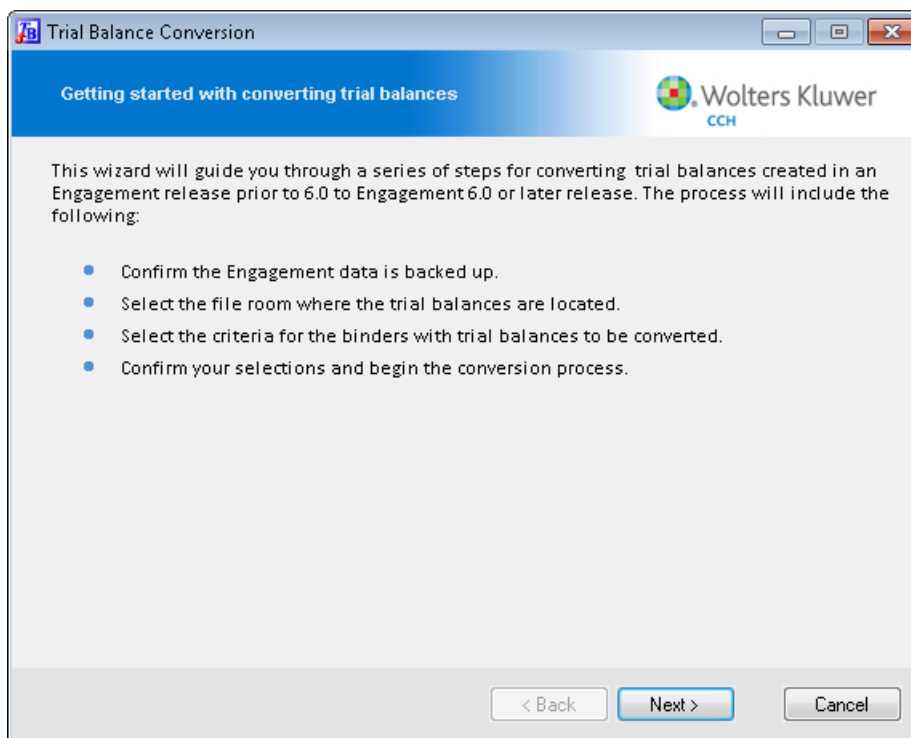 Trial Balance Conversion
Getting started with converting trial balances
Wolters Kluwer
CCH
This wizard will guide you through a series of steps for converting trial balances created in an
Engagement release prior to 6.0 to Engagement 6.0 or later release. The process will include the
following:
Confirm the Engagement data is backed up.
Select the file room where the trial balances are located.
Select the criteria for the binders with trial balances to be converted.
Confirm your selections and begin the conversion process.
< Back Next > Cancel